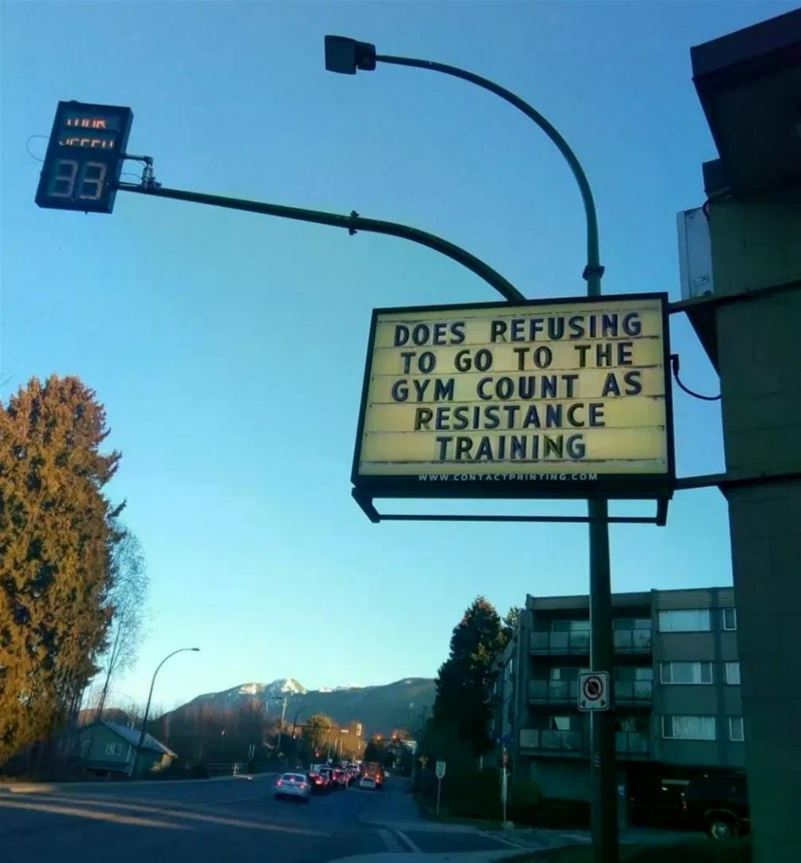 33
DOES REFUSING
TO GO TO THE
GYM COUNT AS
RESISTANCE
TRAINING
WWW.CONTACTPRINTING.COM